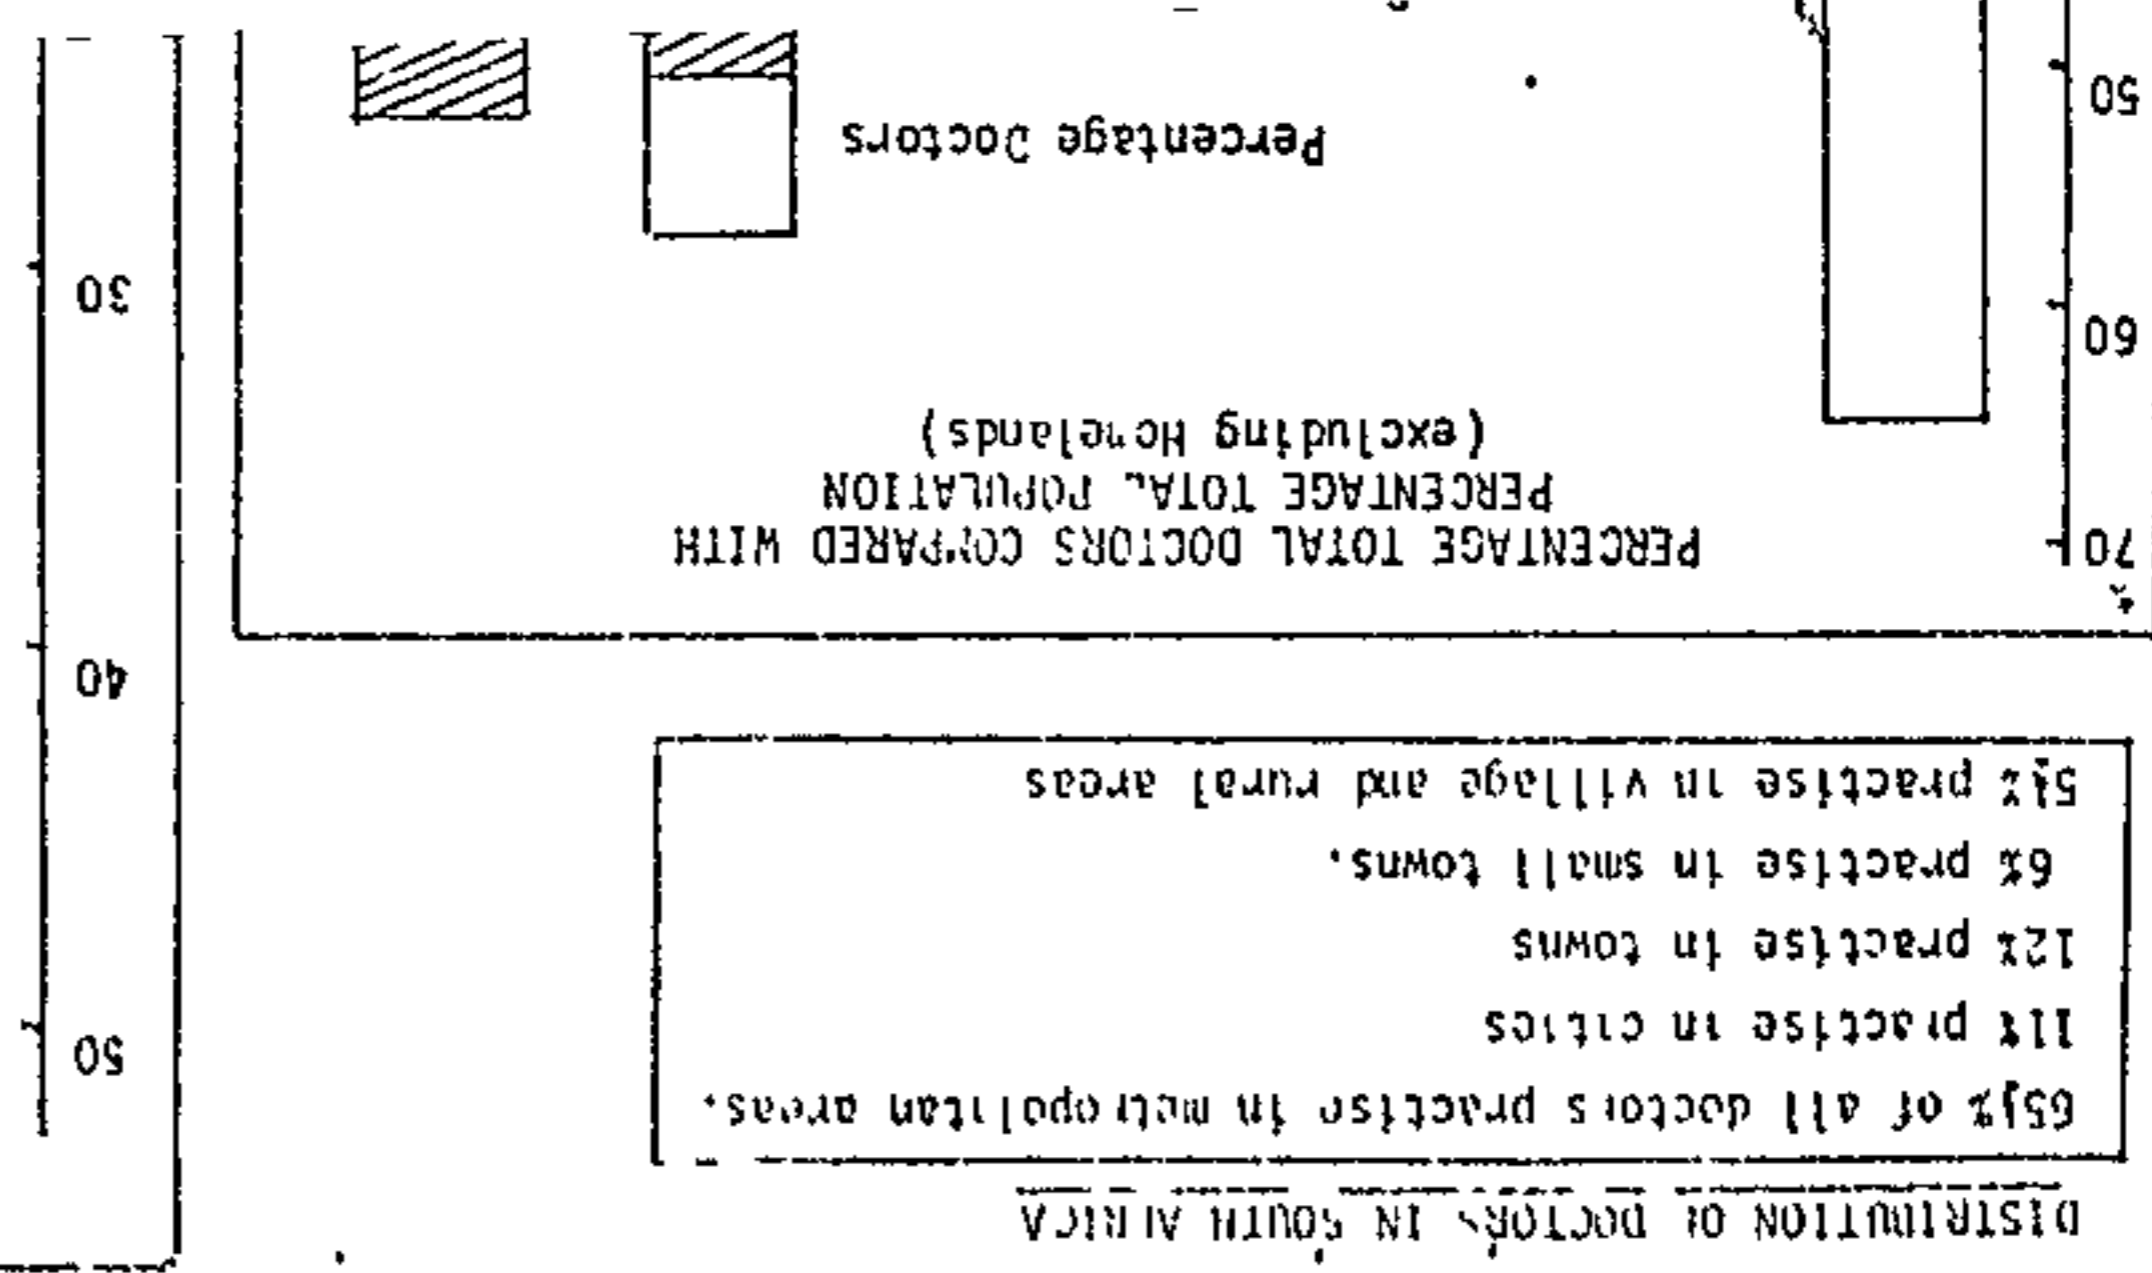 DISTRIBUTION OF DOCTORS IN SOUTH AFRICA
65½% of all doctors practise in metropolitan areas.
11% practise in cities
12% practise in towns
6% practise in small towns.
5½% practise in village and rural areas
PERCENTAGE TOTAL DOCTORS COMPARED WITH
PERCENTAGE TOTAL POPULATION
(excluding Homelands)
Percentage Doctors
70
60
50
50
40
30